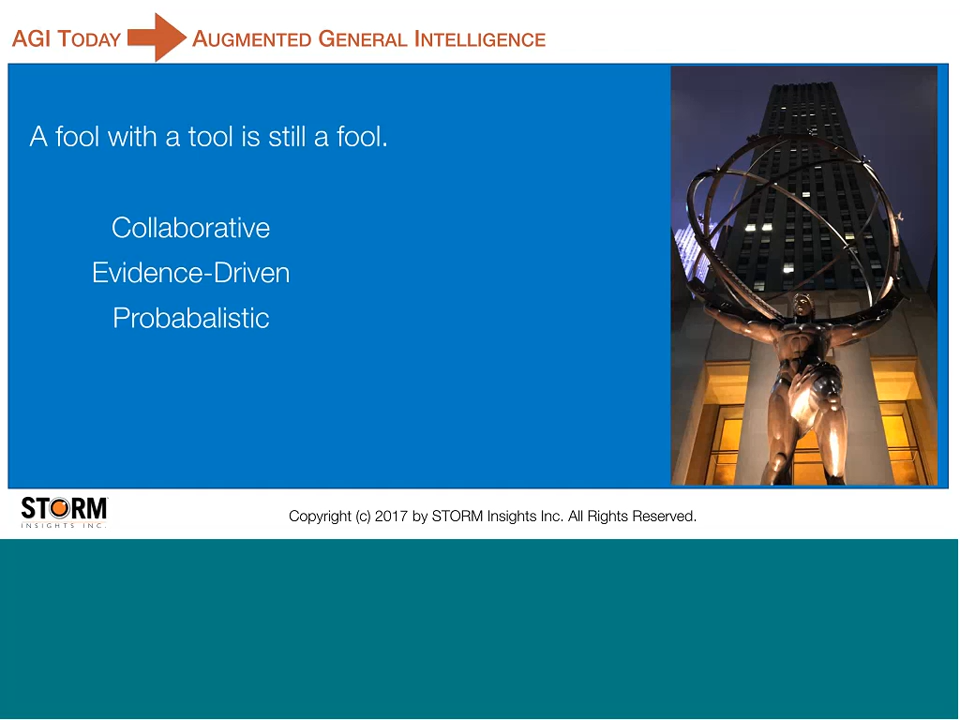 AGI TODAY AUGMENTED GENERAL INTELLIGENCE
A fool with a tool is still a fool.
Collaborative
Evidence-Driven
Probabalistic
STORM
INSIGHTS INC.
Copyright (c) 2017 by STORM Insights Inc. All Rights Reserved.